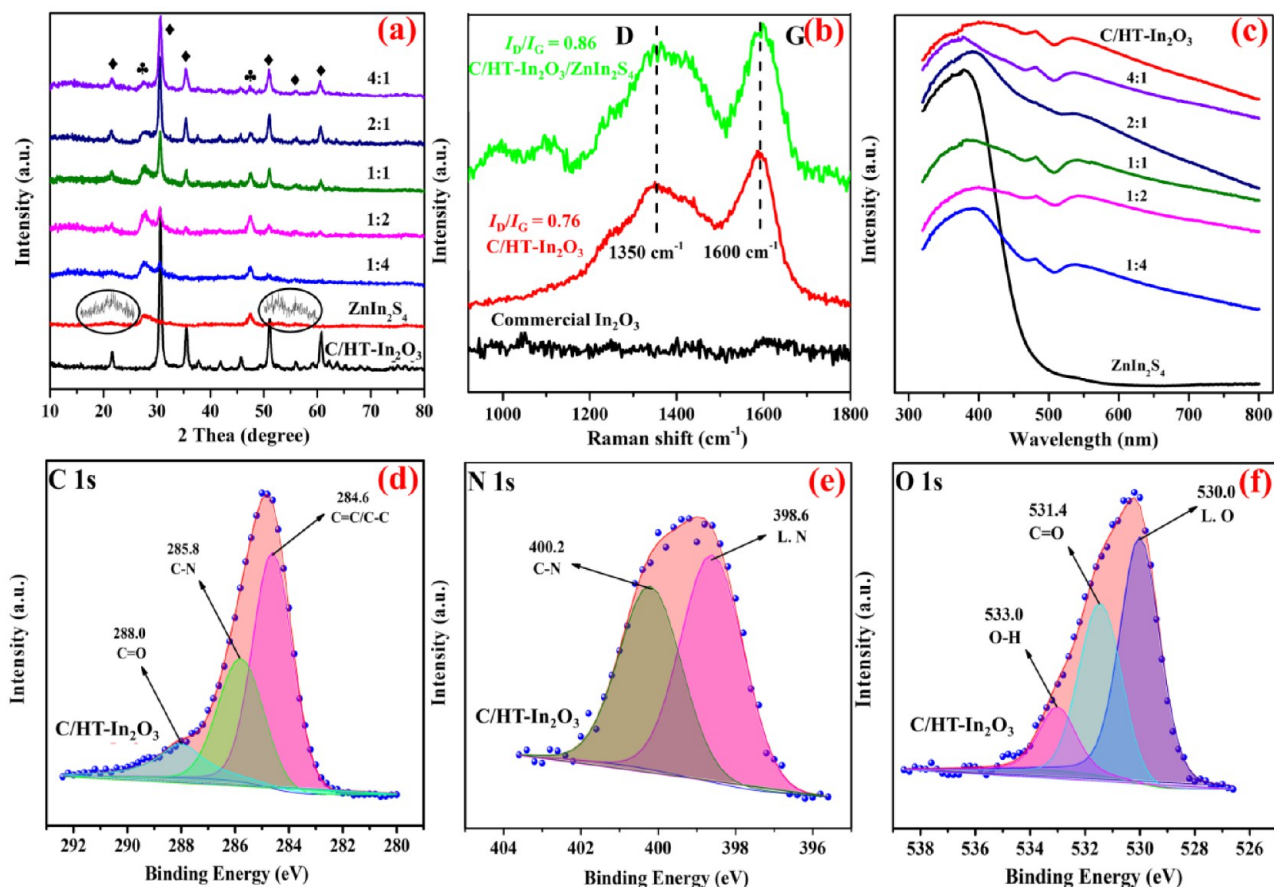 (a)
4:1
2:1
1:1
1:2
1:4
ZnIn₂S₄
C/HT-In₂O₃
Intensity (a.u.)
10 20 30 40 50 60 70 80
2 Thea (degree)
(b)
D
G
I_D/I_G = 0.86
C/HT-In₂O₃/ZnIn₂S₄
I_D/I_G = 0.76
C/HT-In₂O₃
1350 cm⁻¹
1600 cm⁻¹
Commercial In₂O₃
Intensity (a.u.)
1000 1200 1400 1600 1800
Raman shift (cm⁻¹)
(c)
C/HT-In₂O₃
4:1
2:1
1:1
1:2
1:4
ZnIn₂S₄
Intensity (a.u.)
300 400 500 600 700 800
Wavelength (nm)
C 1s
(d)
284.6
C=C/C-C
285.8
C-N
288.0
C=O
C/HT-In₂O₃
Intensity (a.u.)
292 290 288 286 284 282 280
Binding Energy (eV)
N 1s
(e)
398.6
L. N
400.2
C-N
C/HT-In₂O₃
Intensity (a.u.)
404 402 400 398 396
Binding Energy (eV)
O 1s
(f)
530.0
L. O
531.4
C=O
533.0
O-H
C/HT-In₂O₃
Intensity (a.u.)
538 536 534 532 530 528 526
Binding Energy (eV)